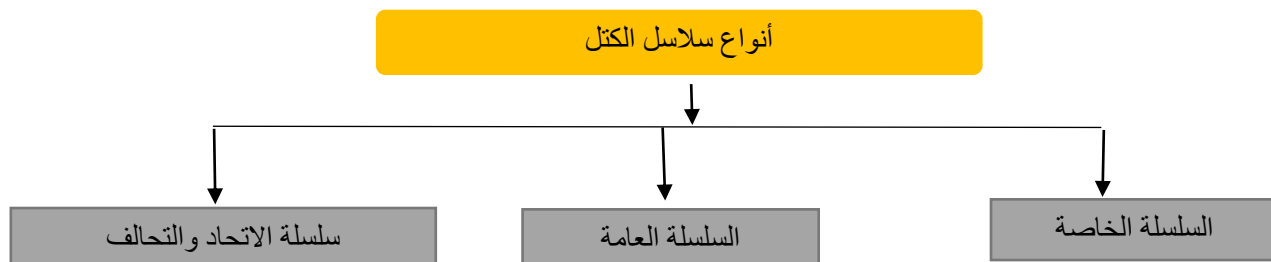 أنواع سلاسل الكتل
السلسلة الخاصة
السلسلة العامة
سلسلة الاتحاد والتحالف